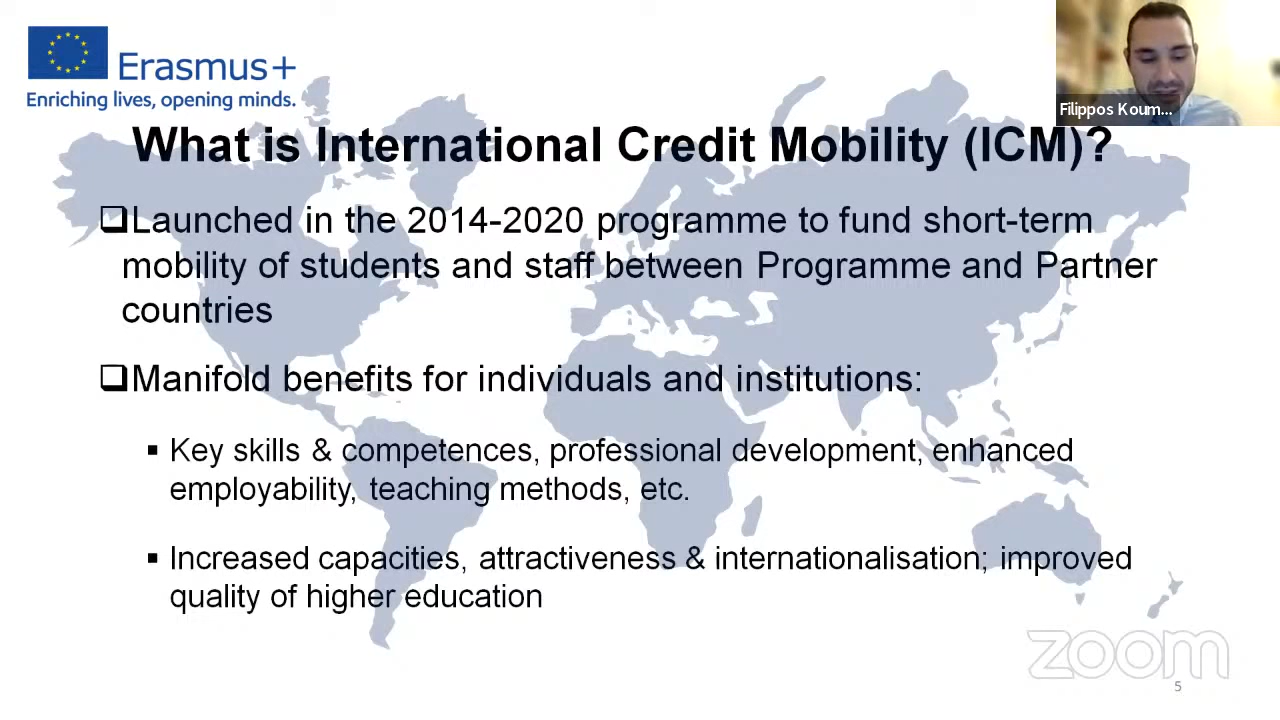 Erasmus+
Enriching lives, opening minds.
Filippos Koum...
What is International Credit Mobility (ICM)?
❑Launched in the 2014-2020 programme to fund short-term
mobility of students and staff between Programme and Partner
countries
❑Manifold benefits for individuals and institutions:
▪ Key skills & competences, professional development, enhanced
employability, teaching methods, etc.
▪ Increased capacities, attractiveness & internationalisation; improved
quality of higher education
zoom
5